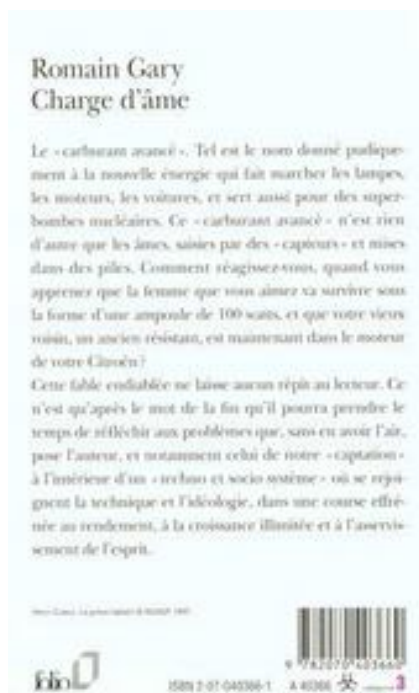 Romain Gary
Charge d'âme
Le « carburant avancé ». Tel est le nom donné pudique-
ment à la nouvelle énergie qui fait marcher les lampes,
les moteurs, les voitures, et sert aussi pour des super-
bombes nucléaires. Ce « carburant avancé » n'est rien
d'autre que les âmes, saisies par des « capteurs » et mises
dans des piles. Comment réagissez-vous, quand vous
apprenez que la femme que vous aimez va survivre sous
la forme d'une ampoule de 100 watts, et que votre vieux
voisin, un ancien résistant, est maintenant dans le moteur
de votre Citroën ?
Cette fable endiablée ne laisse aucun répit au lecteur. Ce
n'est qu'après le mot de la fin qu'il pourra prendre le
temps de réfléchir aux problèmes que, sans en avoir l'air,
pose l'auteur, et notamment celui de notre « captation »
à l'intérieur d'un « techno et socio système » où se rejoi-
gnent la technique et l'idéologie, dans une course effré-
née au rendement, à la croissance illimitée et à l'asservis-
sement de l'esprit.
9 782070 403660
folio
ISBN 2-07-040366-1 A 40366 3